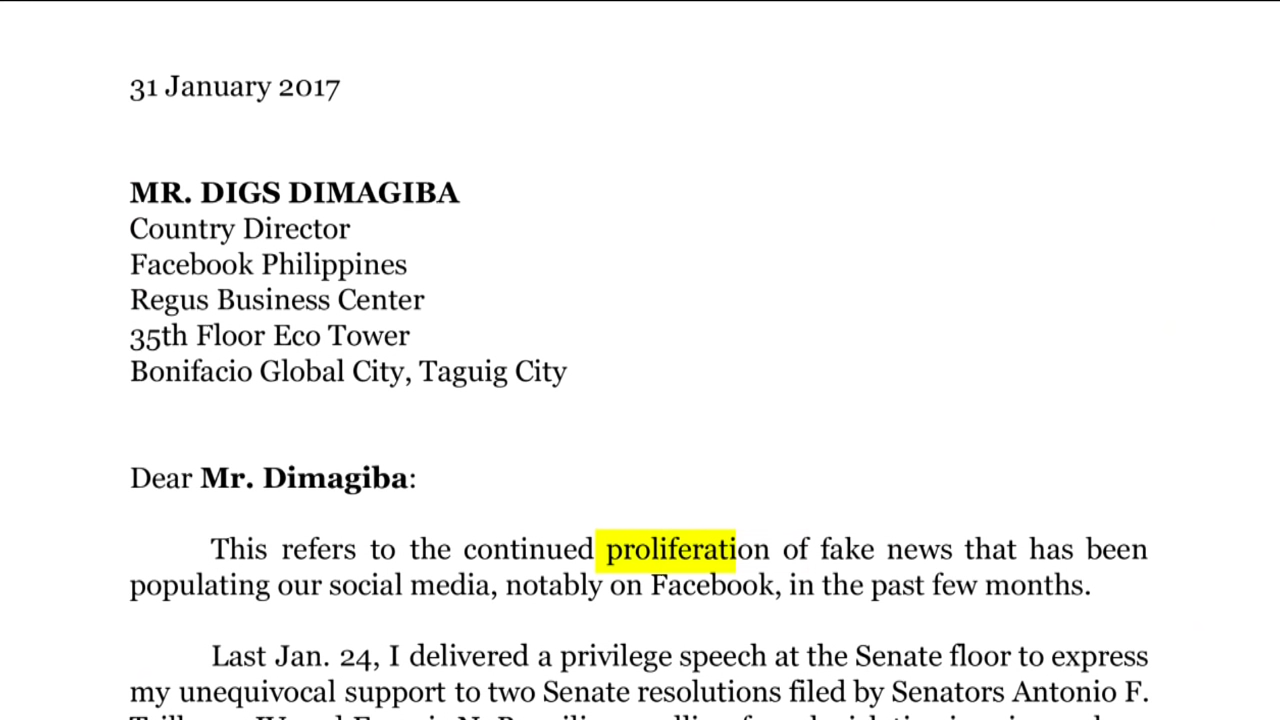 31 January 2017
MR. DIGS DIMAGIBA
Country Director
Facebook Philippines
Regus Business Center
35th Floor Eco Tower
Bonifacio Global City, Taguig City
Dear Mr. Dimagiba:
This refers to the continued proliferation of fake news that has been
populating our social media, notably on Facebook, in the past few months.
Last Jan. 24, I delivered a privilege speech at the Senate floor to express
my unequivocal support to two Senate resolutions filed by Senators Antonio F.